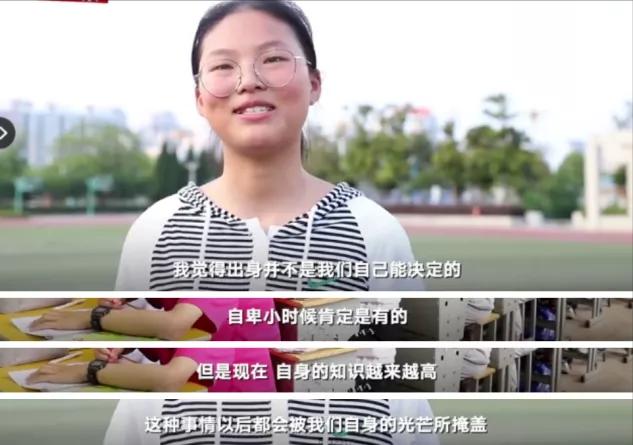 我觉得出身并不是我们自己能决定的
自卑小时候肯定是有的
但是现在 自身的知识越来越高
这种事情以后都会被我们自身的光芒所掩盖